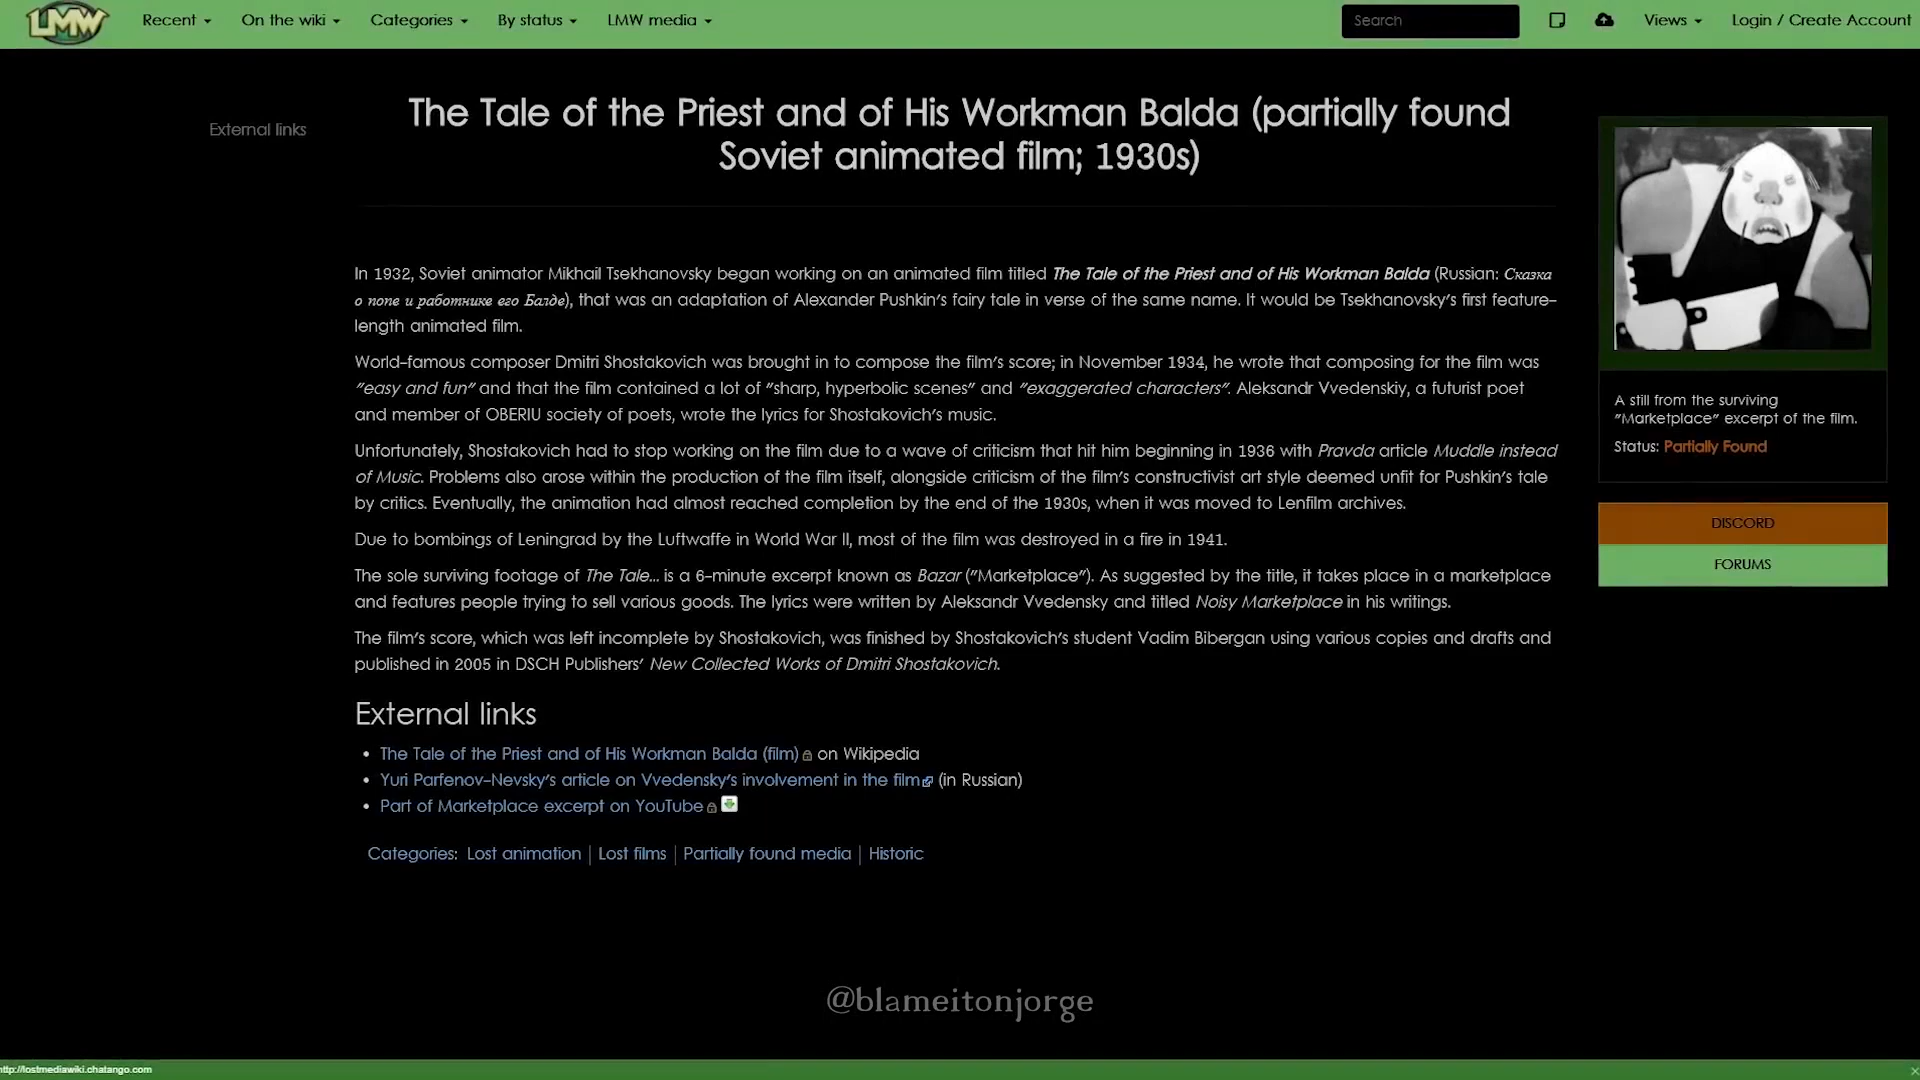 LMW Recent On the wiki Categories By status LMW media Search Views Login / Create Account
External links
The Tale of the Priest and of His Workman Balda (partially found
Soviet animated film; 1930s)
In 1932, Soviet animator Mikhail Tsekhanovsky began working on an animated film titled The Tale of the Priest and of His Workman Balda (Russian: Сказка
о попе и работнике его Балде), that was an adaptation of Alexander Pushkin's fairy tale in verse of the same name. It would be Tsekhanovsky's first feature-
length animated film.
World-famous composer Dmitri Shostakovich was brought in to compose the film's score; in November 1934, he wrote that composing for the film was
"easy and fun" and that the film contained a lot of "sharp, hyperbolic scenes" and "exaggerated characters". Aleksandr Vvedenskiy, a futurist poet
and member of OBERIU society of poets, wrote the lyrics for Shostakovich's music.
Unfortunately, Shostakovich had to stop working on the film due to a wave of criticism that hit him beginning in 1936 with Pravda article Muddle instead
of Music. Problems also arose within the production of the film itself, alongside criticism of the film's constructivist art style deemed unfit for Pushkin's tale
by critics. Eventually, the animation had almost reached completion by the end of the 1930s, when it was moved to Lenfilm archives.
Due to bombings of Leningrad by the Luftwaffe in World War II, most of the film was destroyed in a fire in 1941.
The sole surviving footage of The Tale... is a 6-minute excerpt known as Bazar ("Marketplace"). As suggested by the title, it takes place in a marketplace
and features people trying to sell various goods. The lyrics were written by Aleksandr Vvedensky and titled Noisy Marketplace in his writings.
The film's score, which was left incomplete by Shostakovich, was finished by Shostakovich's student Vadim Bibergan using various copies and drafts and
published in 2005 in DSCH Publishers' New Collected Works of Dmitri Shostakovich.
External links
• The Tale of the Priest and of His Workman Balda (film) on Wikipedia
• Yuri Parfenov-Nevsky's article on Vvedensky's involvement in the film (in Russian)
• Part of Marketplace excerpt on YouTube
Categories: Lost animation | Lost films | Partially found media | Historic
A still from the surviving
"Marketplace" excerpt of the film.
Status: Partially Found
DISCORD
FORUMS
@blameitonjorge
http://lostmediawiki.chatango.com